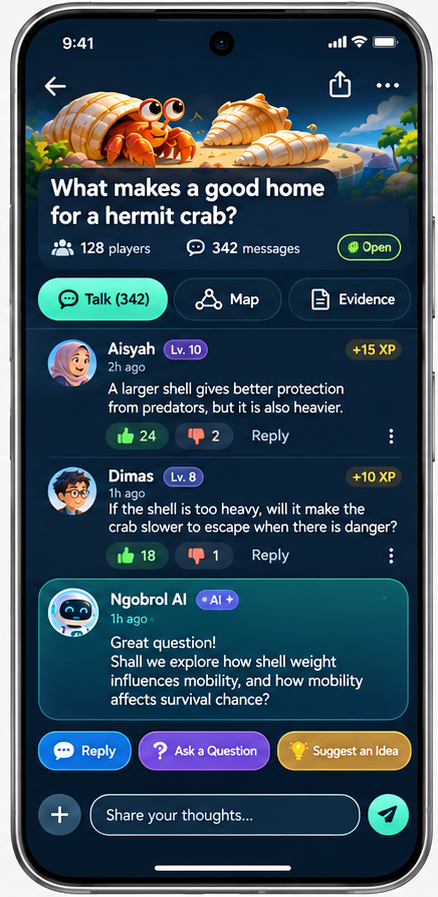 9:41
What makes a good home
for a hermit crab?
128 players
342 messages
Open
Talk (342)
Map
Evidence
Aisyah
Lv. 10
+15 XP
2h ago
A larger shell gives better protection
from predators, but it is also heavier.
24
2
Reply
Dimas
Lv. 8
+10 XP
1h ago
If the shell is too heavy, will it make the
crab slower to escape when there is danger?
18
1
Reply
Ngobrol AI
AI
1h ago
Great question!
Shall we explore how shell weight
influences mobility, and how mobility
affects survival chance?
Reply
? Ask a Question
Suggest an Idea
Share your thoughts...